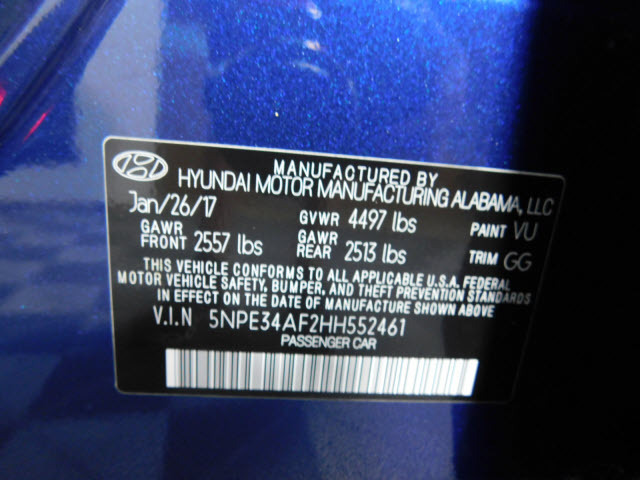 MANUFACTURED BY
HYUNDAI MOTOR MANUFACTURING ALABAMA, LLC
Jan/26/17 GVWR 4497 lbs PAINT VU
GAWR FRONT 2557 lbs GAWR REAR 2513 lbs TRIM GG
THIS VEHICLE CONFORMS TO ALL APPLICABLE U.S.A. FEDERAL
MOTOR VEHICLE SAFETY, BUMPER, AND THEFT PREVENTION STANDARDS
IN EFFECT ON THE DATE OF MANUFACTURE SHOWN ABOVE
V.I.N 5NPE34AF2HH552461
PASSENGER CAR